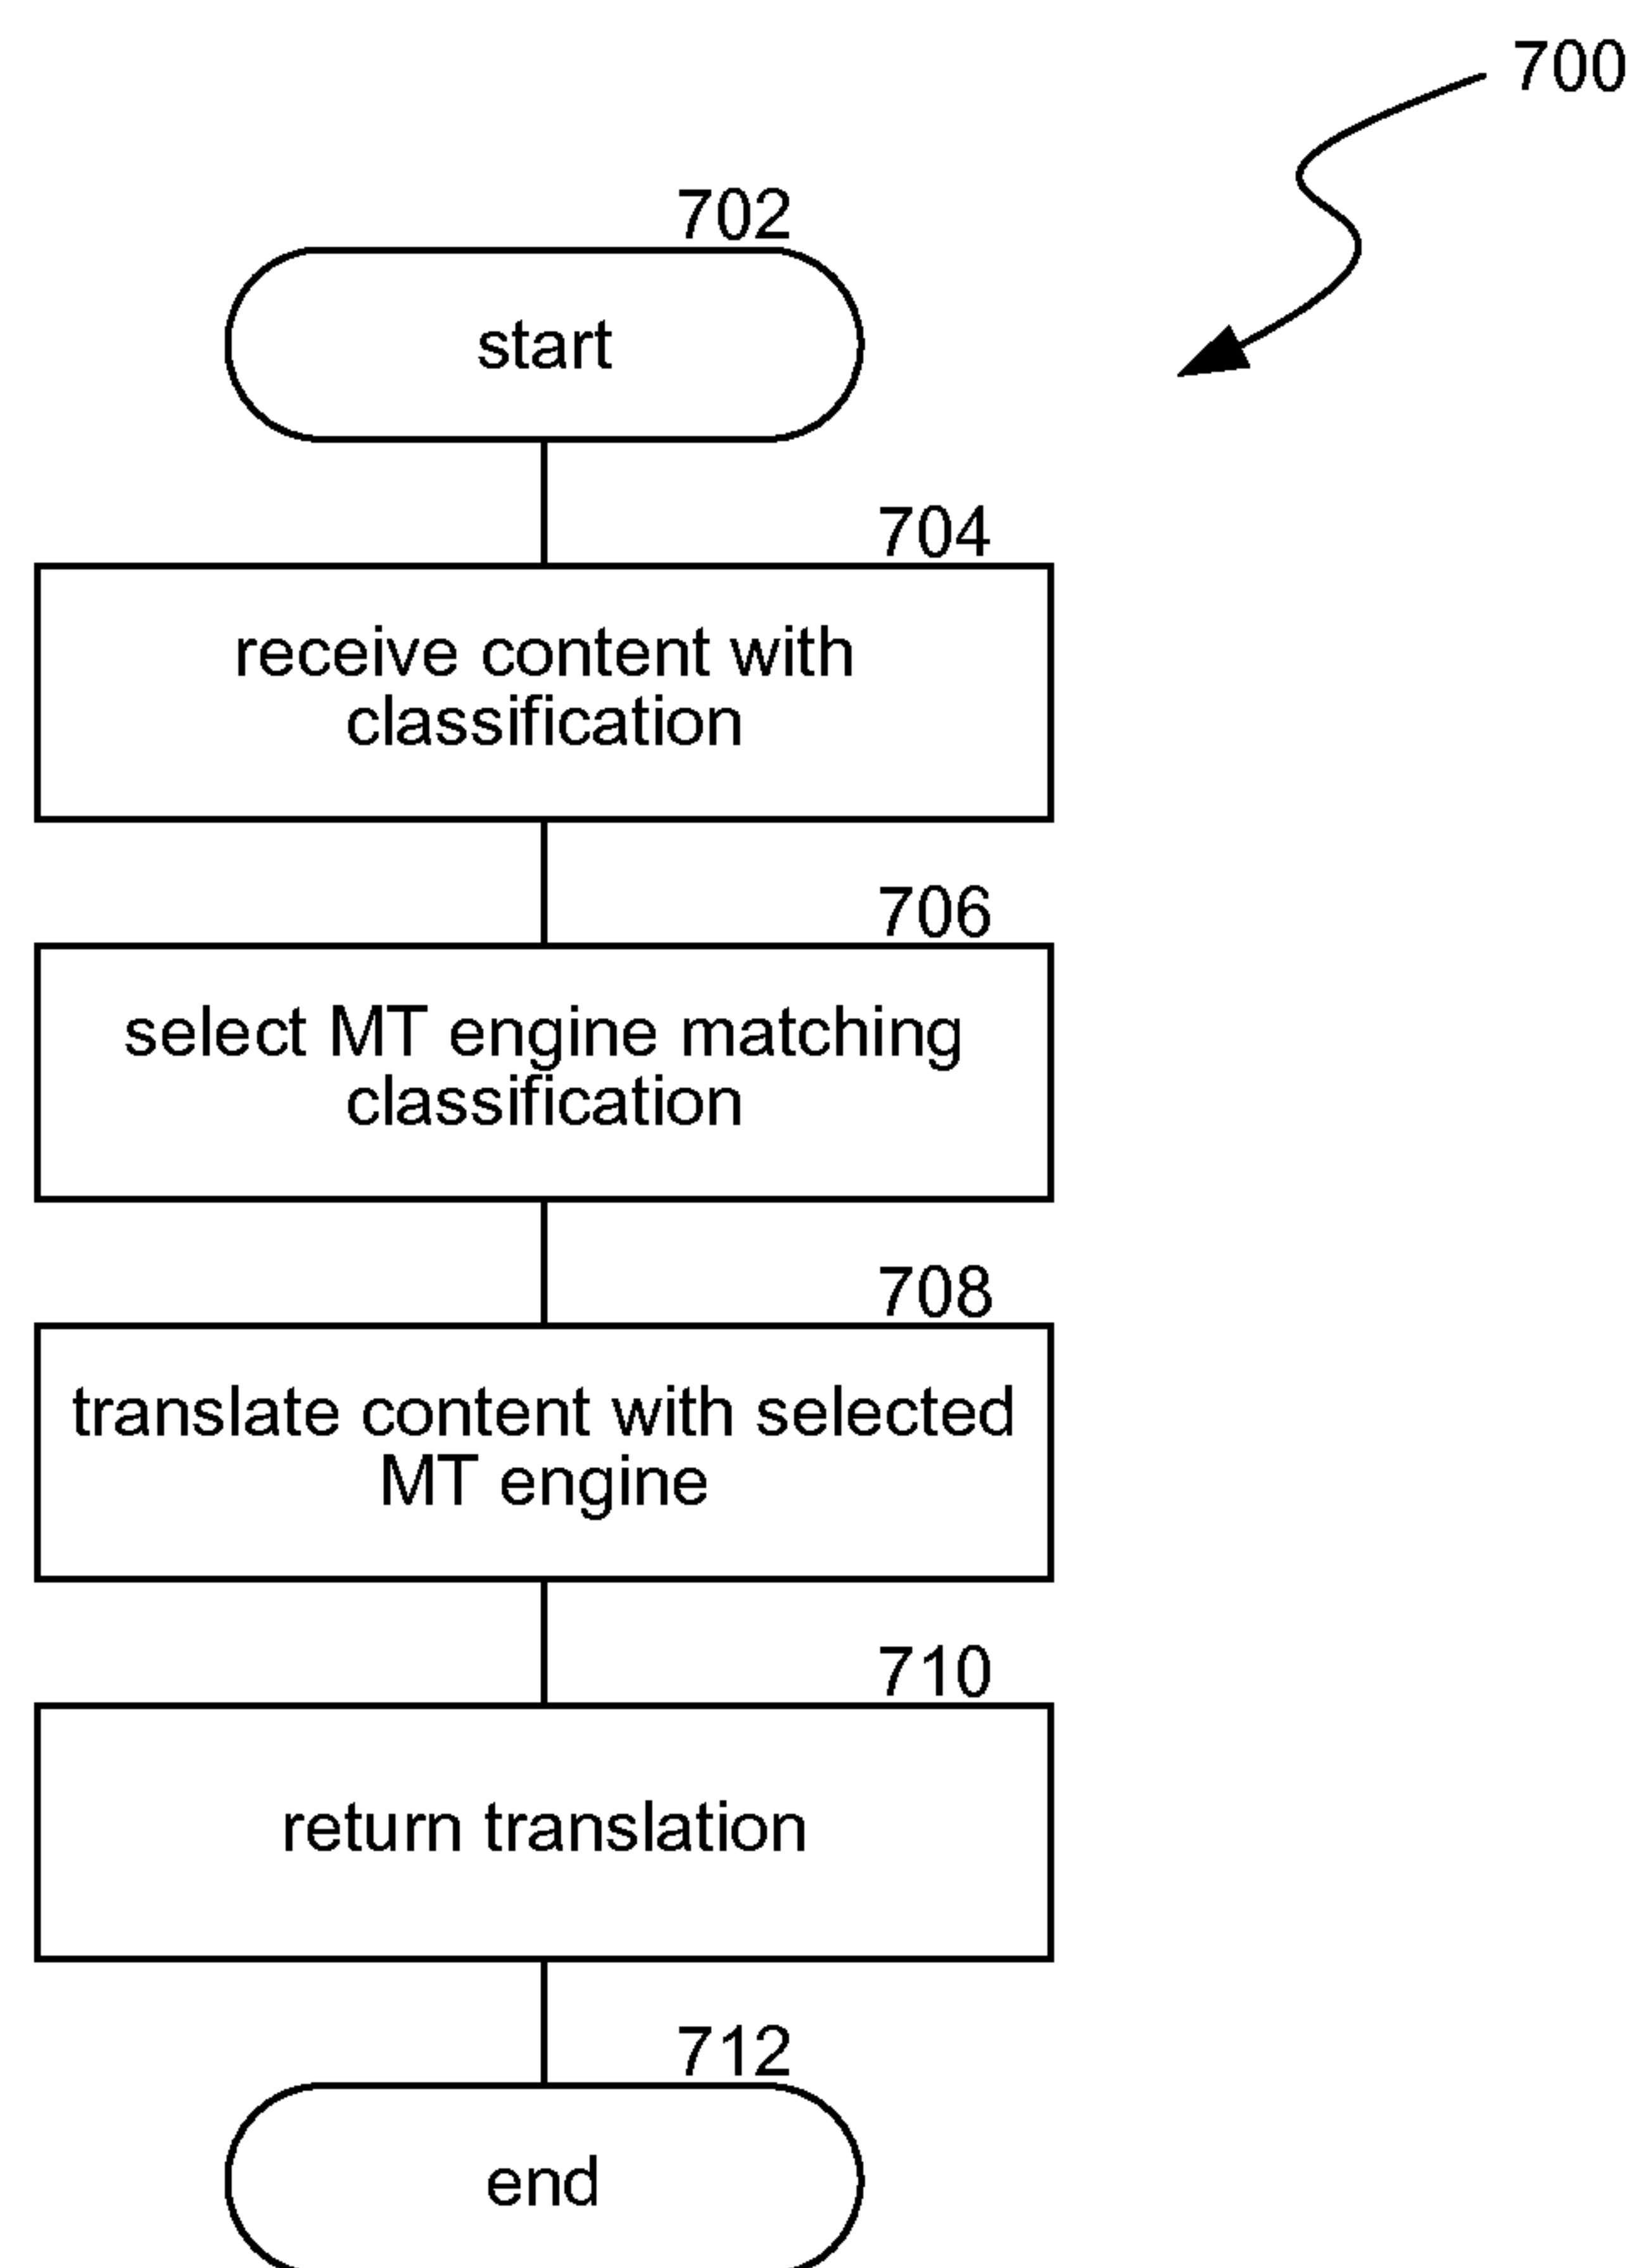 700
702
start
704
receive content with
classification
706
select MT engine matching
classification
708
translate content with selected
MT engine
710
return translation
712
end